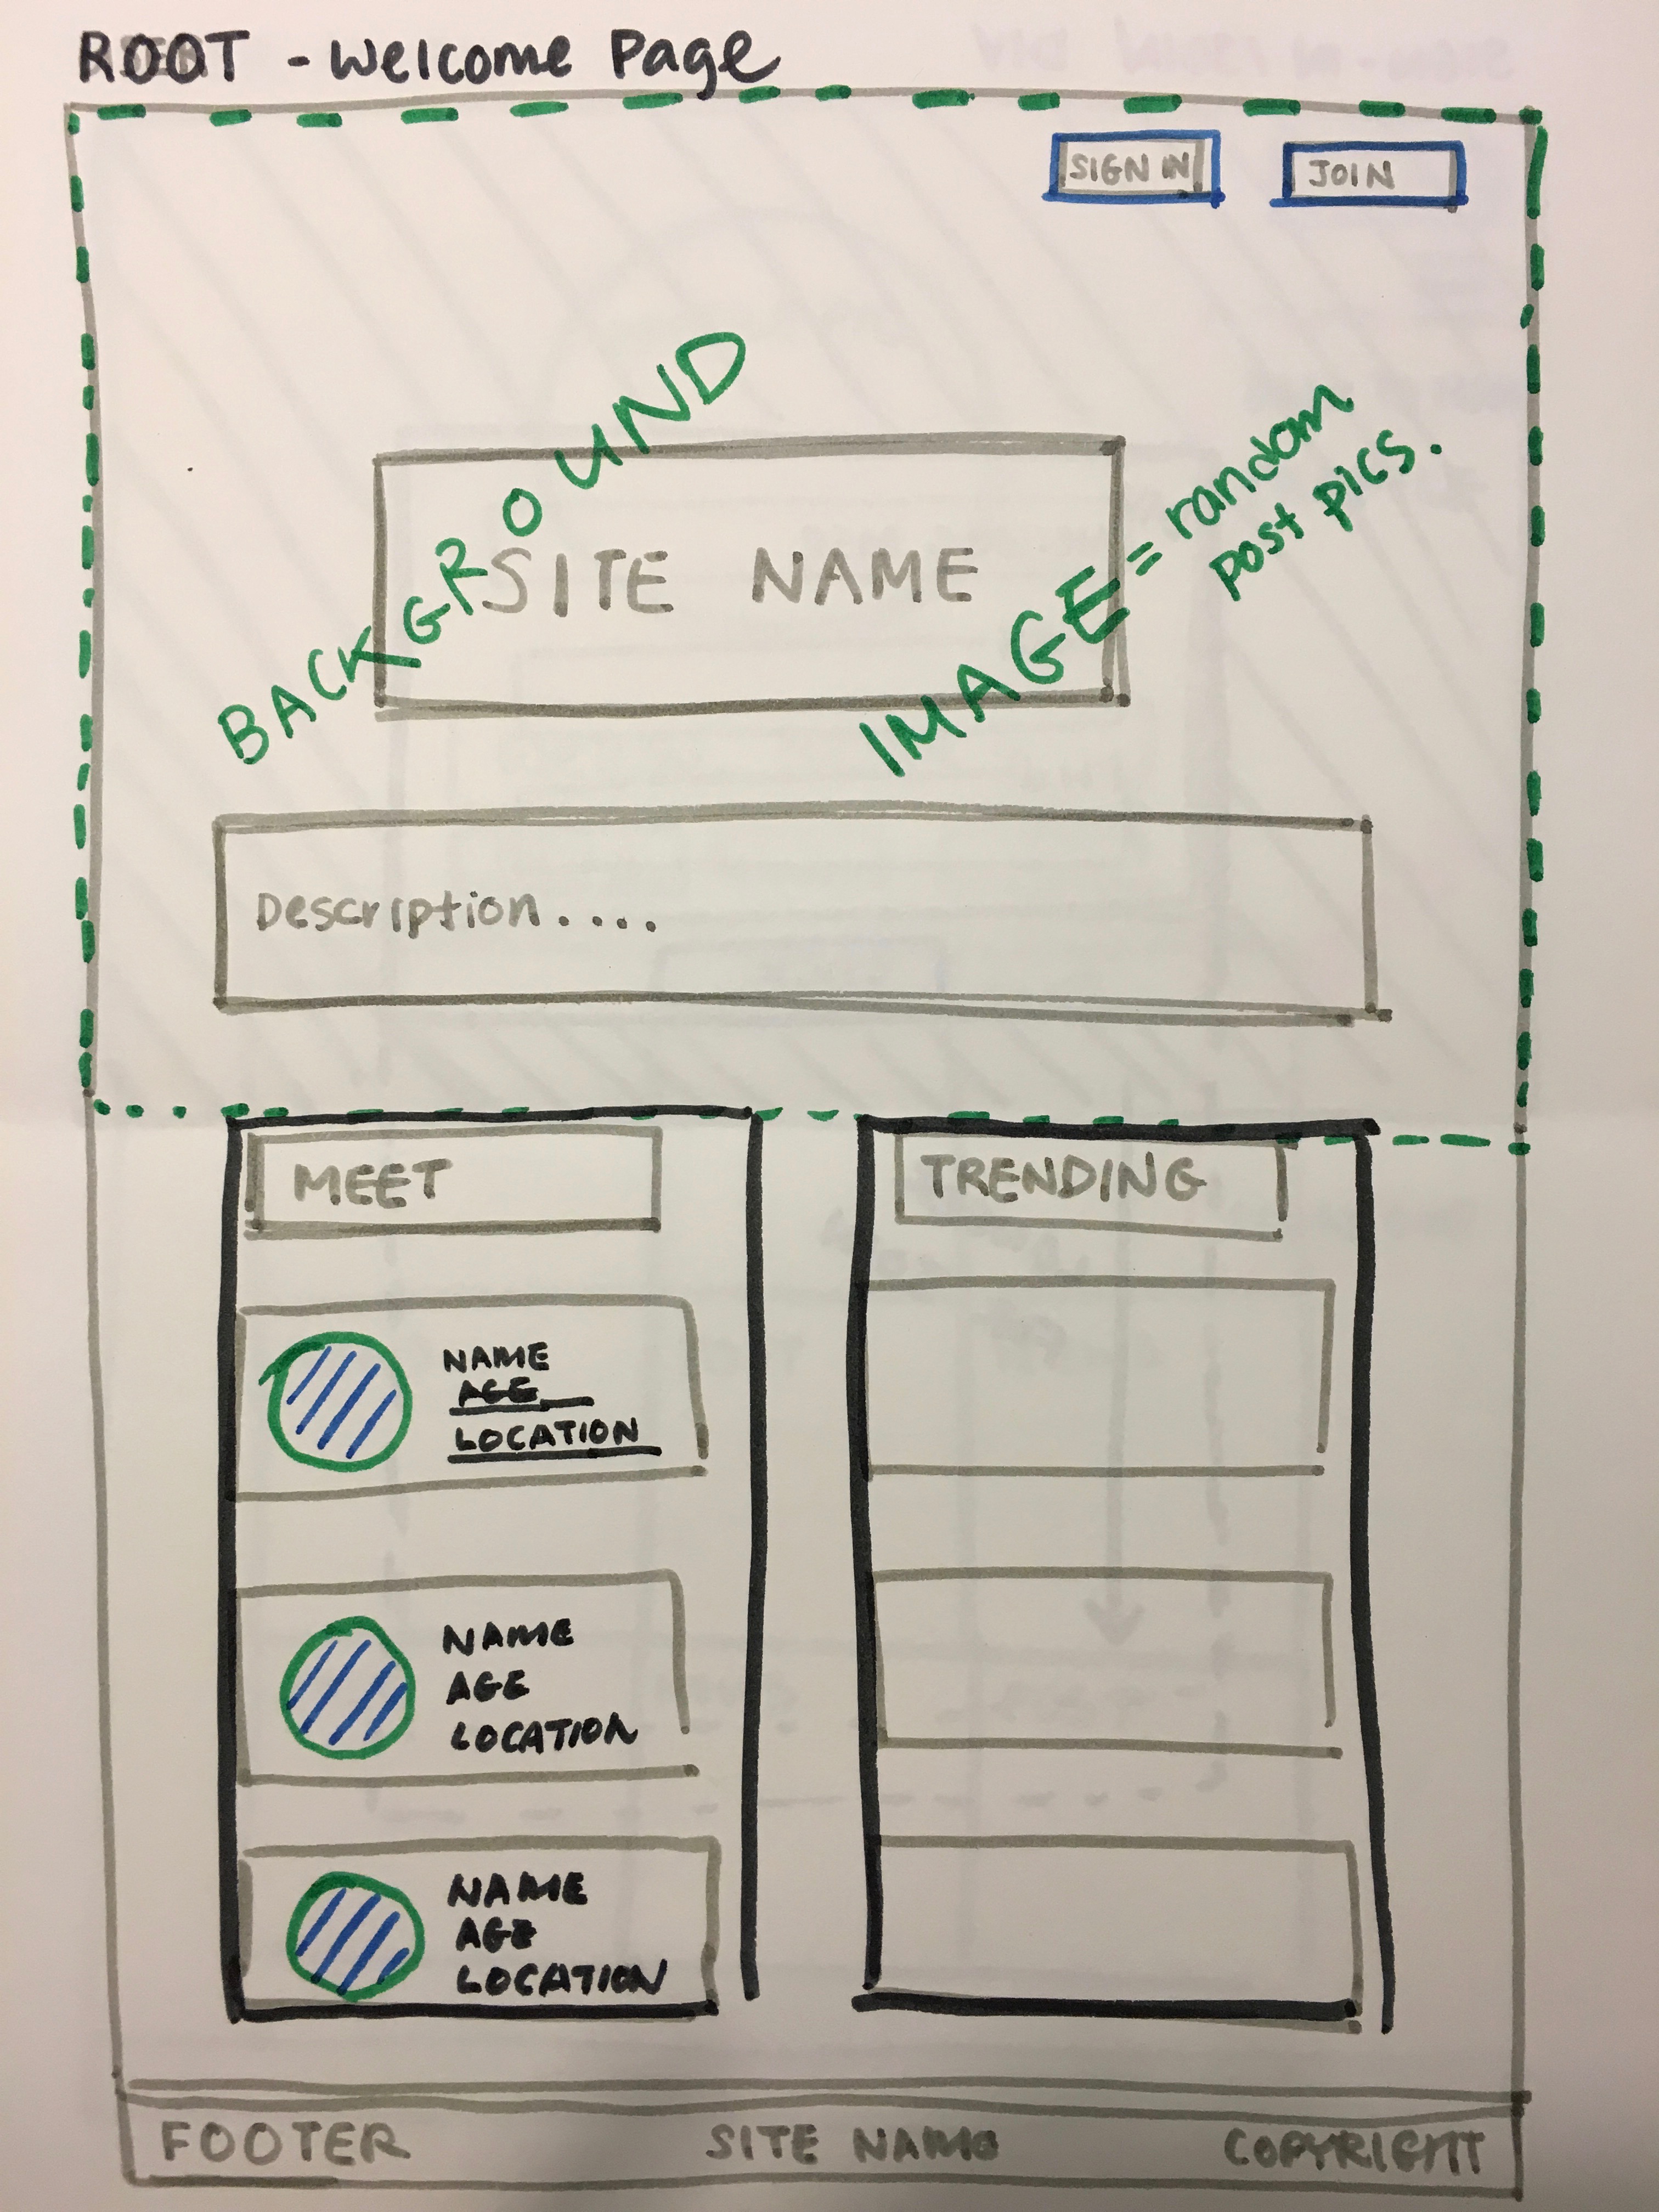 ROOT - Welcome Page
SIGN IN
JOIN
BACKGROUND
IMAGE = random
post pics.
SITE NAME
Description....
MEET
TRENDING
NAME
AGE
LOCATION
NAME
AGE
LOCATION
NAME
AGE
LOCATION
FOOTER
SITE NAME
COPYRIGHT